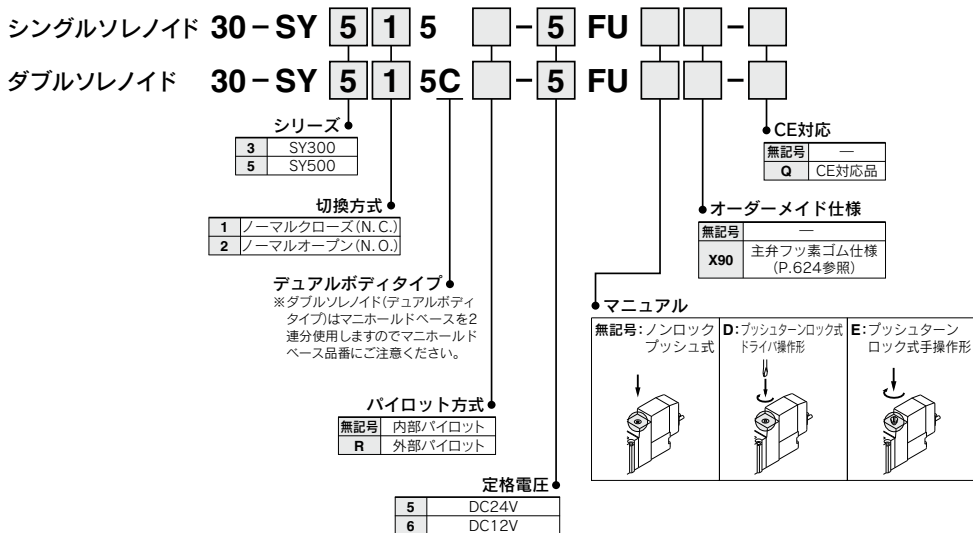 シングルソレノイド 30-SY 5 1 5 □-5 FU □□-□
ダブルソレノイド 30-SY 5 1 5C □-5 FU □□-□
シリーズ
3 SY300
5 SY500
切換方式
1 ノーマルクローズ(N.C.)
2 ノーマルオープン(N.O.)
デュアルボディタイプ
※ダブルソレノイド(デュアルボディ
タイプ)はマニホールドベースを2
連分使用しますのでマニホールド
ベース品番にご注意ください。
パイロット方式
無記号 内部パイロット
R 外部パイロット
定格電圧
5 DC24V
6 DC12V
CE対応
無記号 —
Q CE対応品
オーダーメイド仕様
無記号 —
X90 主弁フッ素ゴム仕様
(P.624参照)
マニュアル
無記号:ノンロック
プッシュ式
D:プッシュターンロック式
ドライバ操作形
E:プッシュターン
ロック式手操作形